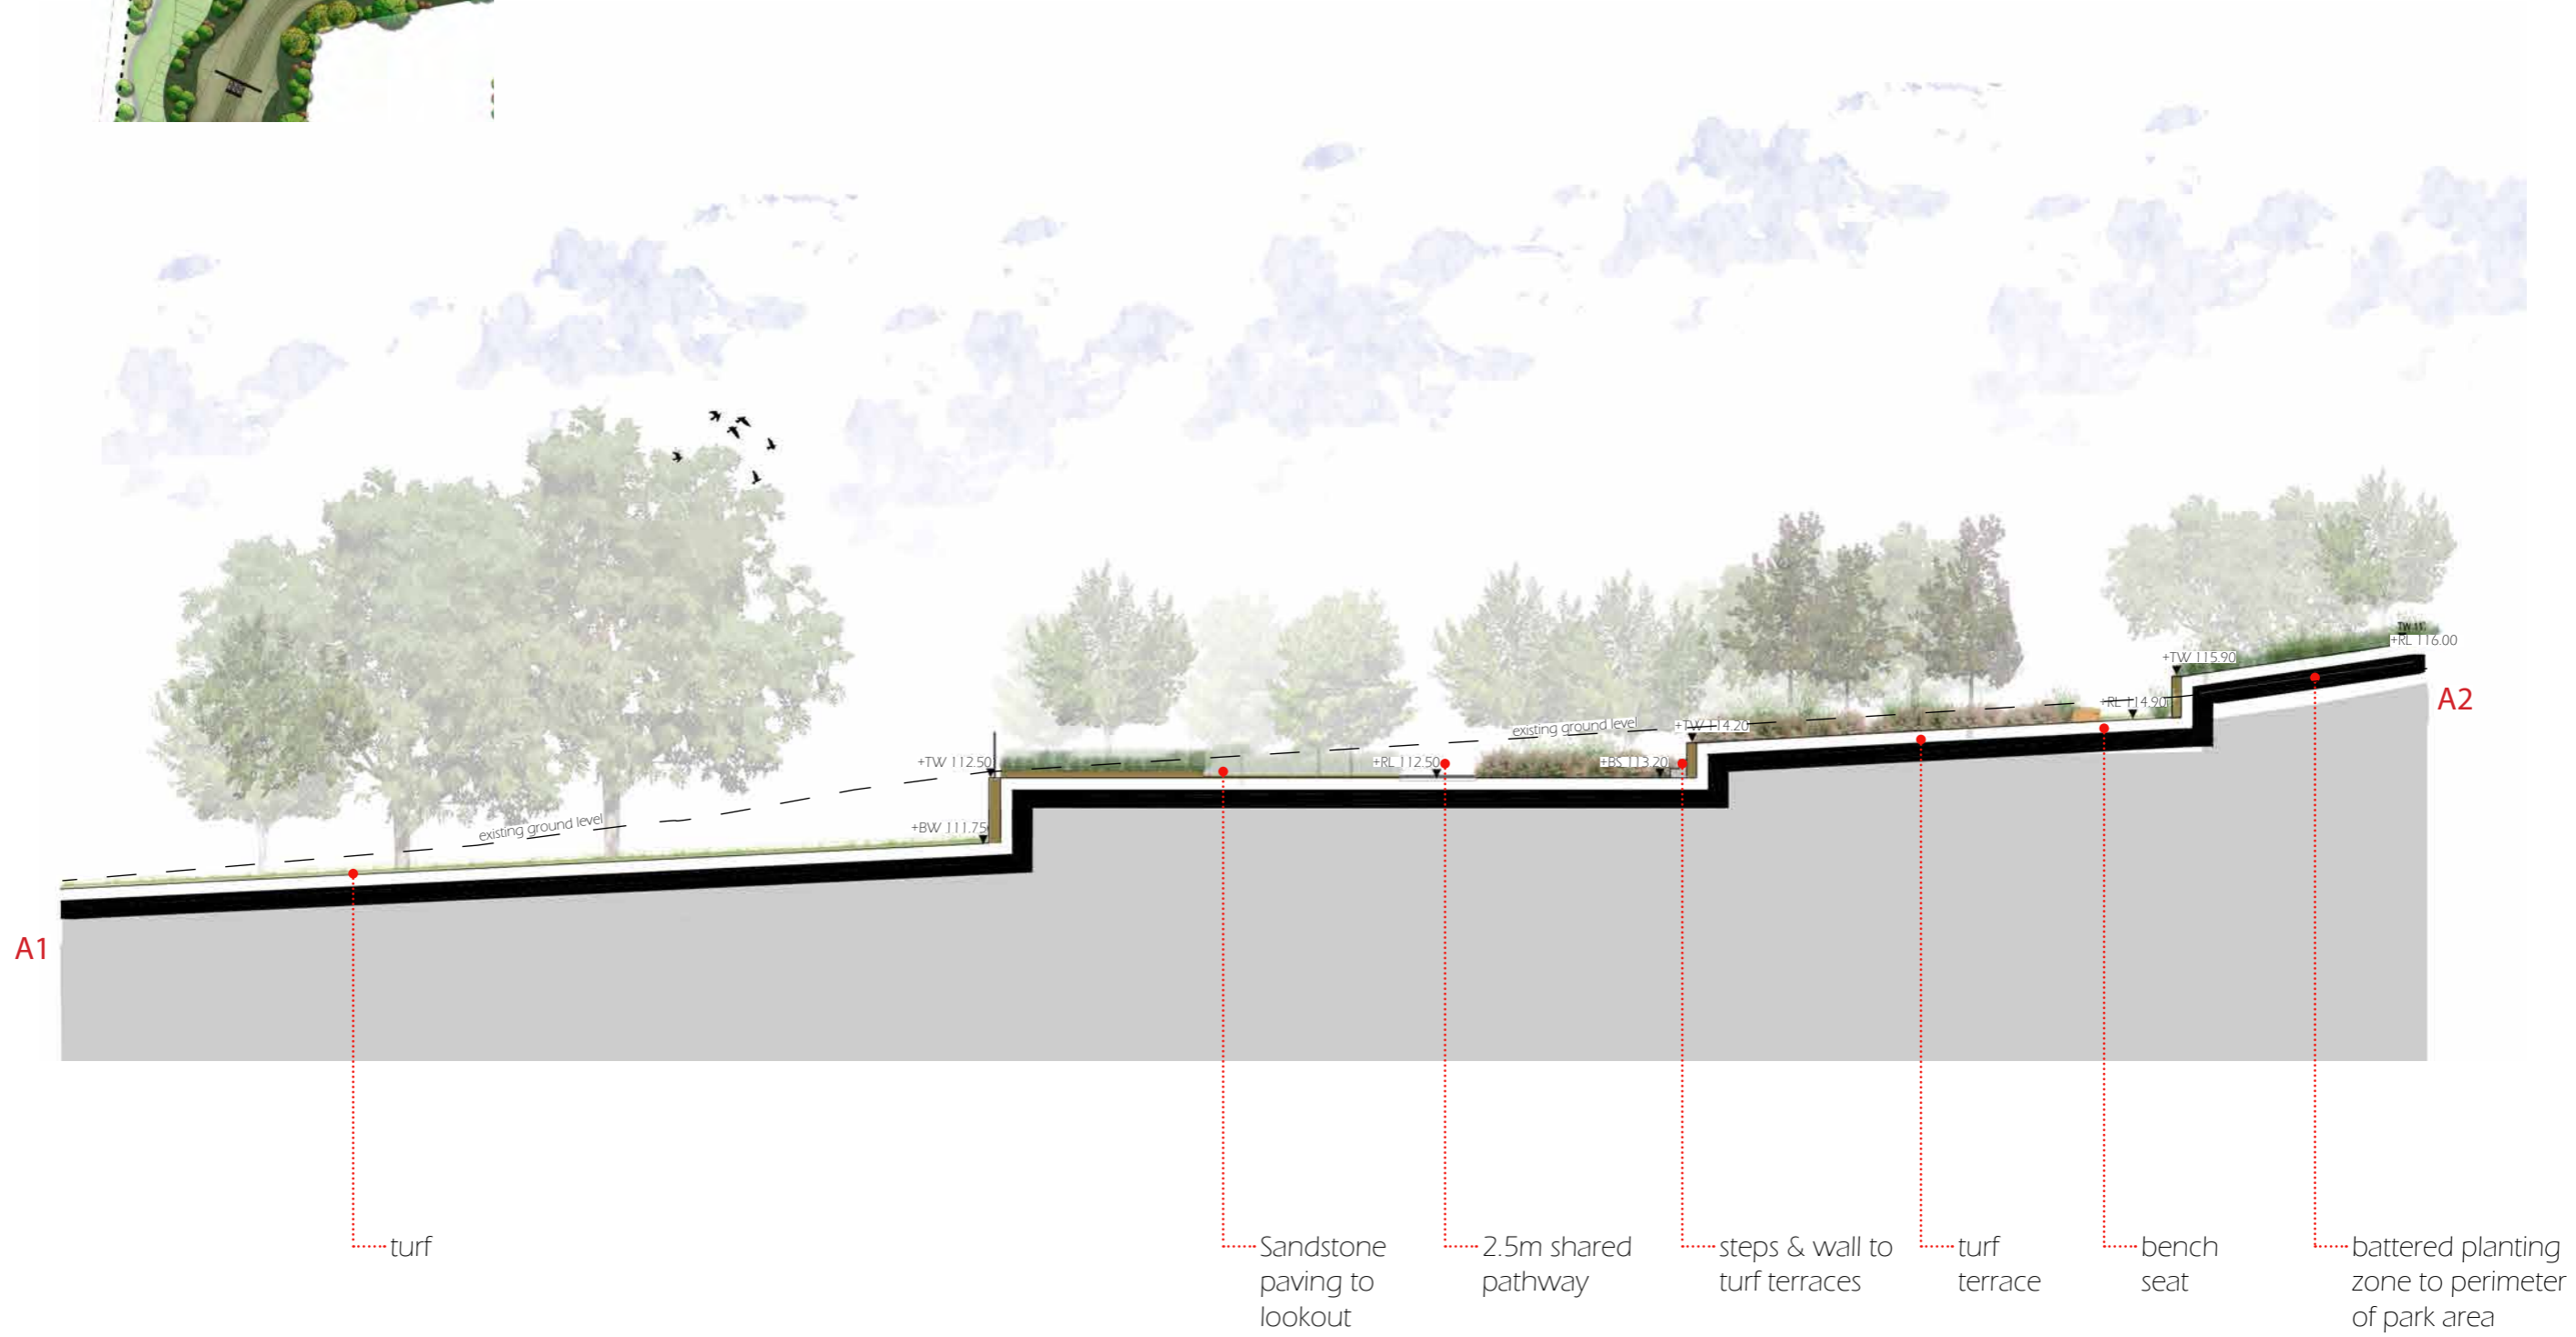 +RL 116.00
+TW 115.90
A2
+RL 114.90
existing ground level
+TW 114.20
+TW 112.50
+RL 112.50
+BS 113.20
existing ground level
+BW 111.75
A1
turf
Sandstone
paving to
lookout
2.5m shared
pathway
steps & wall to
turf terraces
turf
terrace
bench
seat
battered planting
zone to perimeter
of park area